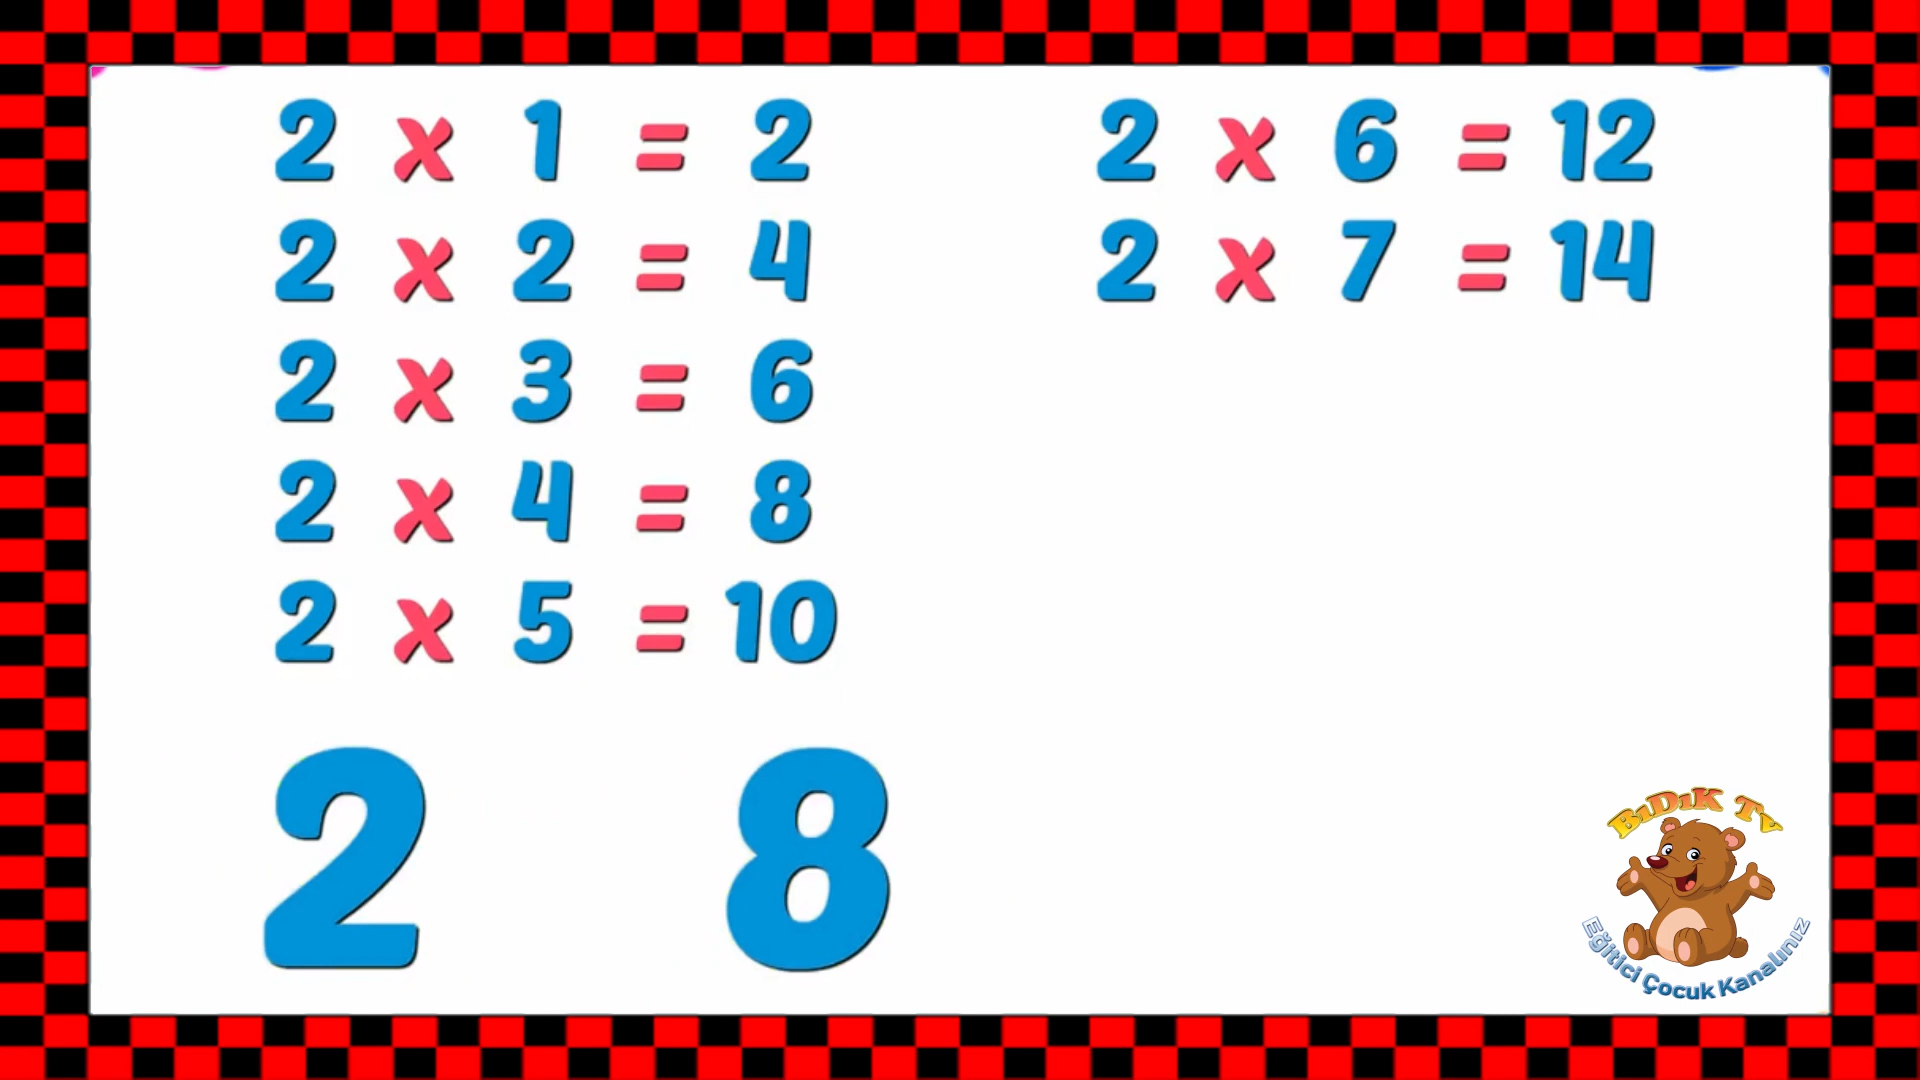 2 x 1 = 2
2 x 2 = 4
2 x 3 = 6
2 x 4 = 8
2 x 5 = 10
2 x 6 = 12
2 x 7 = 14
2 8
BiDiK Tv
Eğitici Çocuk Kanalınız